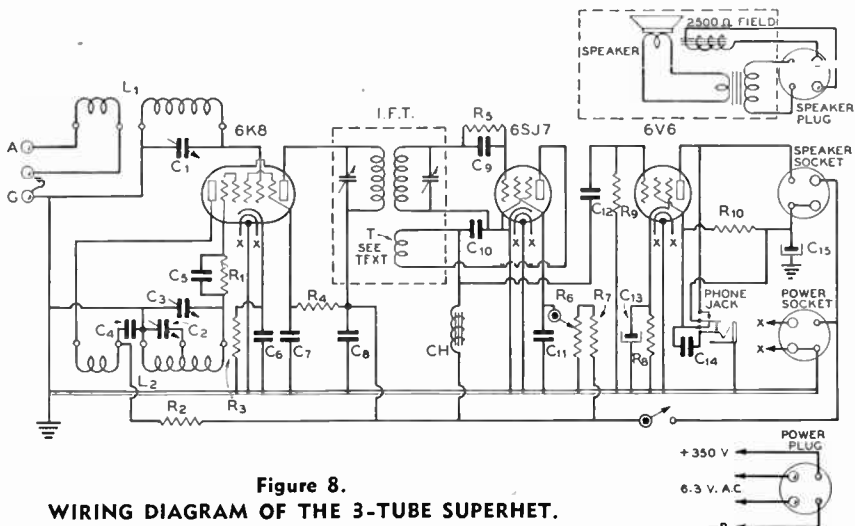 2500 Ω FIELD
SPEAKER
SPEAKER PLUG
L1
I.F.T.
R5
6K8
6SJ7
6V6
SPEAKER SOCKET
A
C1
C9
G
C12
R9
R10
T
SEE TEXT
C10
X X
X X
X X
C15
C5
R1
C3
R4
R6
R7
C13
PHONE JACK
POWER SOCKET
C4
C2
X
X
C6
C7
C8
CH
C11
R8
C14
L2
R3
R2
POWER PLUG
+350 V
6.3 V. A.C.
Figure 8.
WIRING DIAGRAM OF THE 3-TUBE SUPERHET.